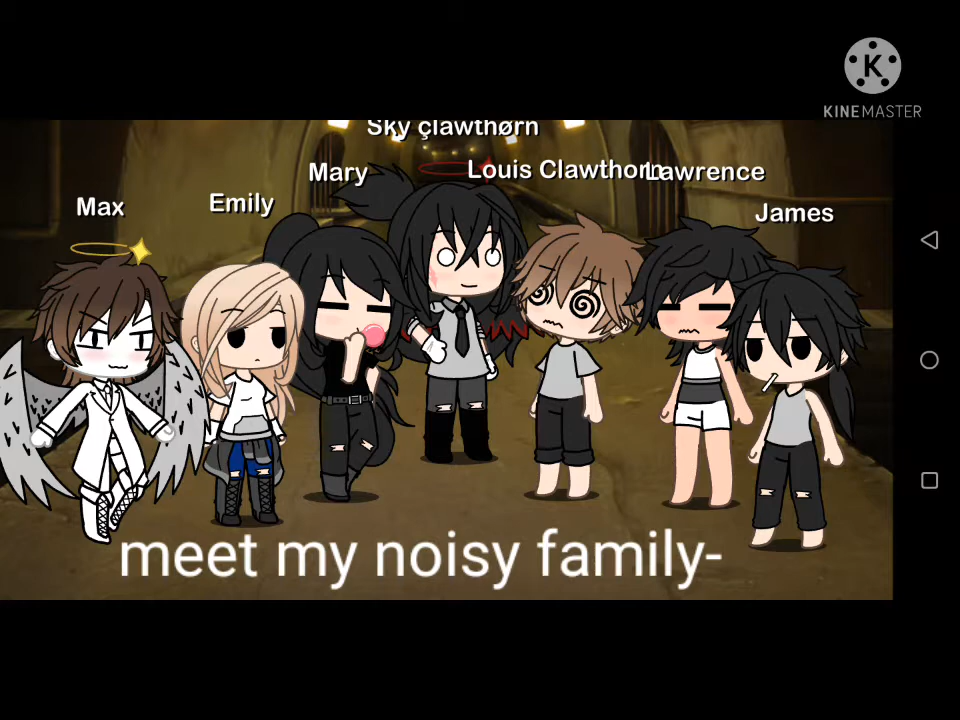 KINEMASTER
Sky çlawthørn
Mary
Louis Clawthorn
Lawrence
Max
Emily
James
meet my noisy family-